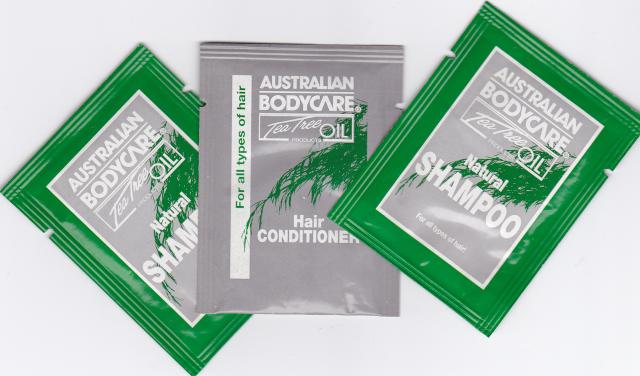 AUSTRALIAN
BODYCARE
Tea Tree OIL
PRODUCTS
Natural
SHAM
For all types of hair
AUSTRALIAN
BODYCARE
Tea Tree OIL
PRODUCTS
Hair
CONDITIONER
AUSTRALIAN
BODYCARE
Tea Tree OIL
Natural
SHAMPOO
For all types of hair